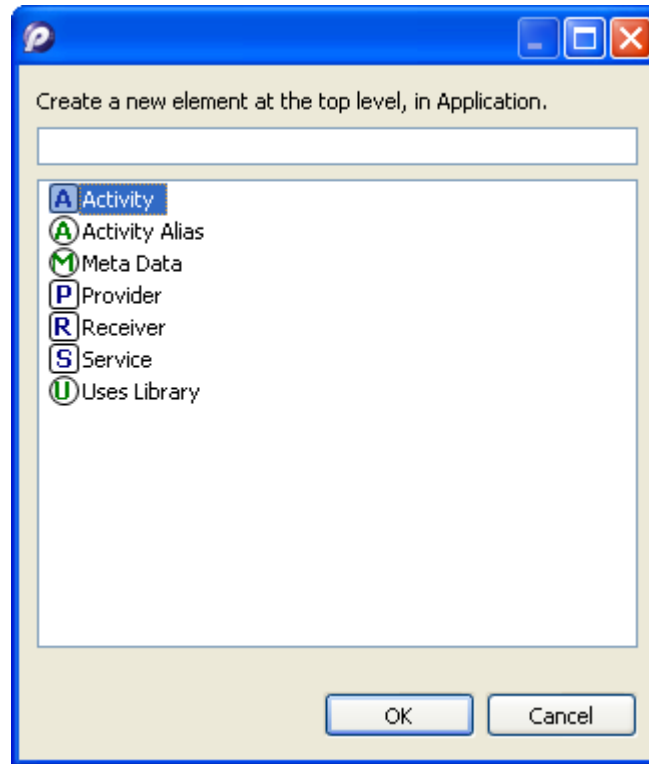 Create a new element at the top level, in Application.
A Activity
A Activity Alias
M Meta Data
P Provider
R Receiver
S Service
U Uses Library
OK Cancel